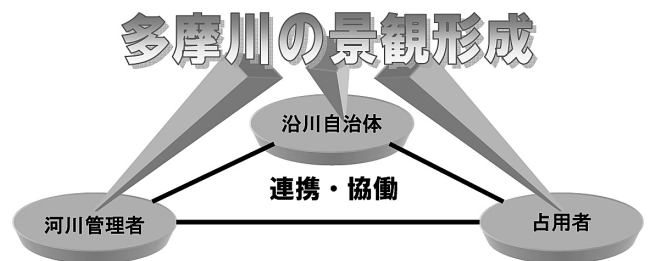 多摩川の景観形成
沿川自治体
連携・協働
河川管理者
占用者